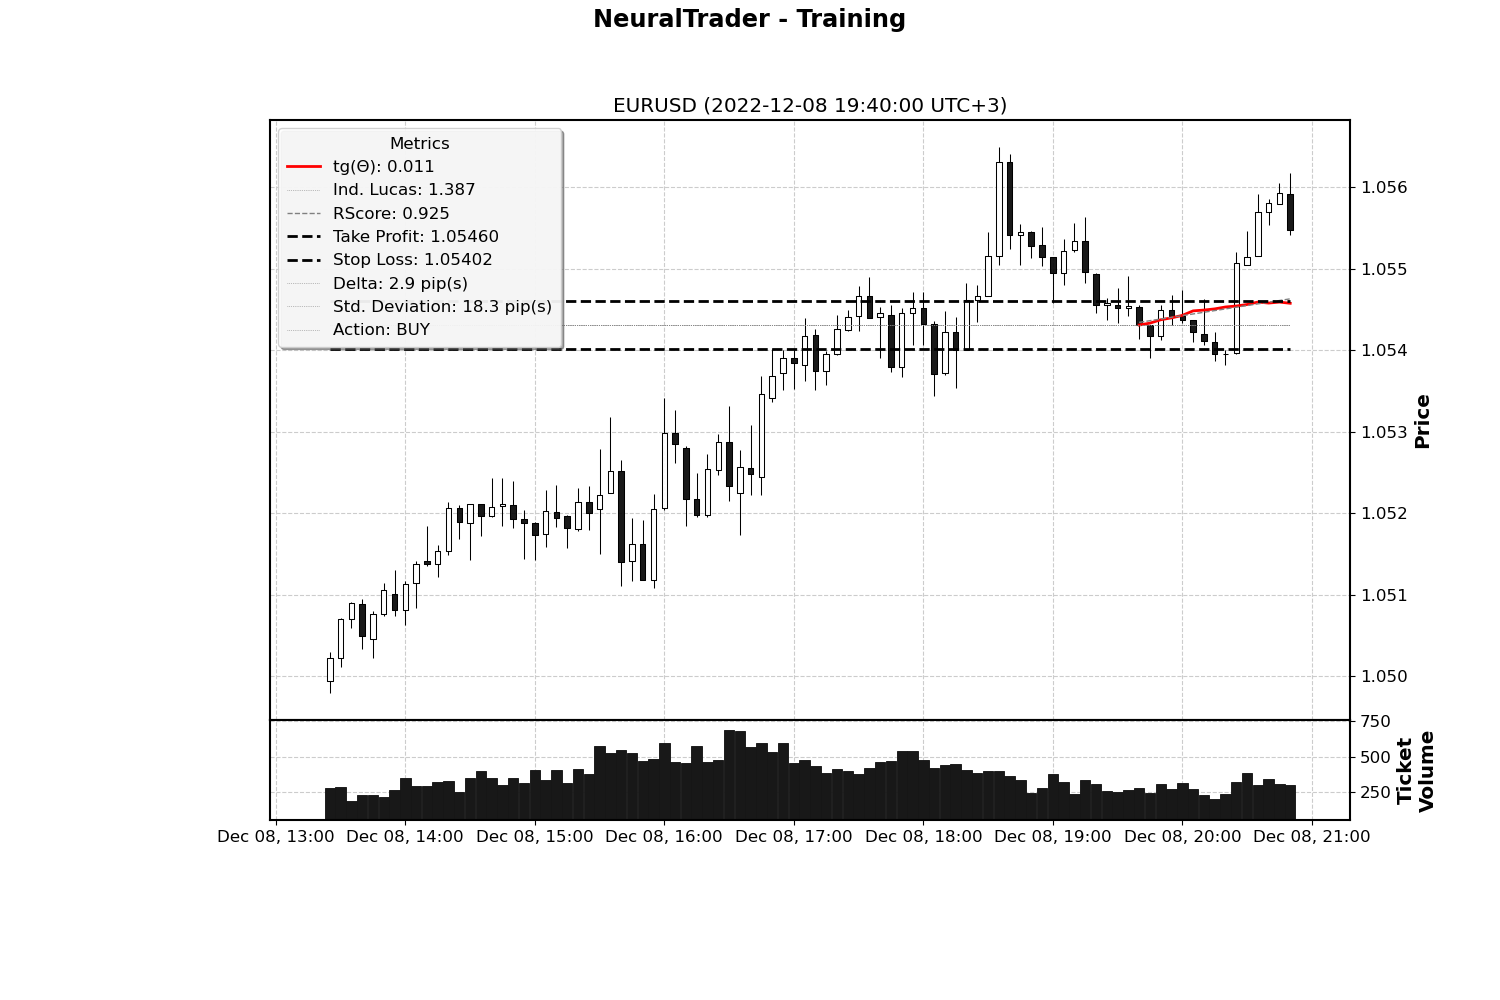 NeuralTrader - Training
EURUSD (2022-12-08 19:40:00 UTC+3)
Metrics
tg(Θ): 0.011
Ind. Lucas: 1.387
RScore: 0.925
Take Profit: 1.05460
Stop Loss: 1.05402
Delta: 2.9 pip(s)
Std. Deviation: 18.3 pip(s)
Action: BUY
1.056
1.055
1.054
1.053
1.052
1.051
1.050
Price
750
500
250
Ticket
Volume
Dec 08, 13:00 Dec 08, 14:00 Dec 08, 15:00 Dec 08, 16:00 Dec 08, 17:00 Dec 08, 18:00 Dec 08, 19:00 Dec 08, 20:00 Dec 08, 21:00